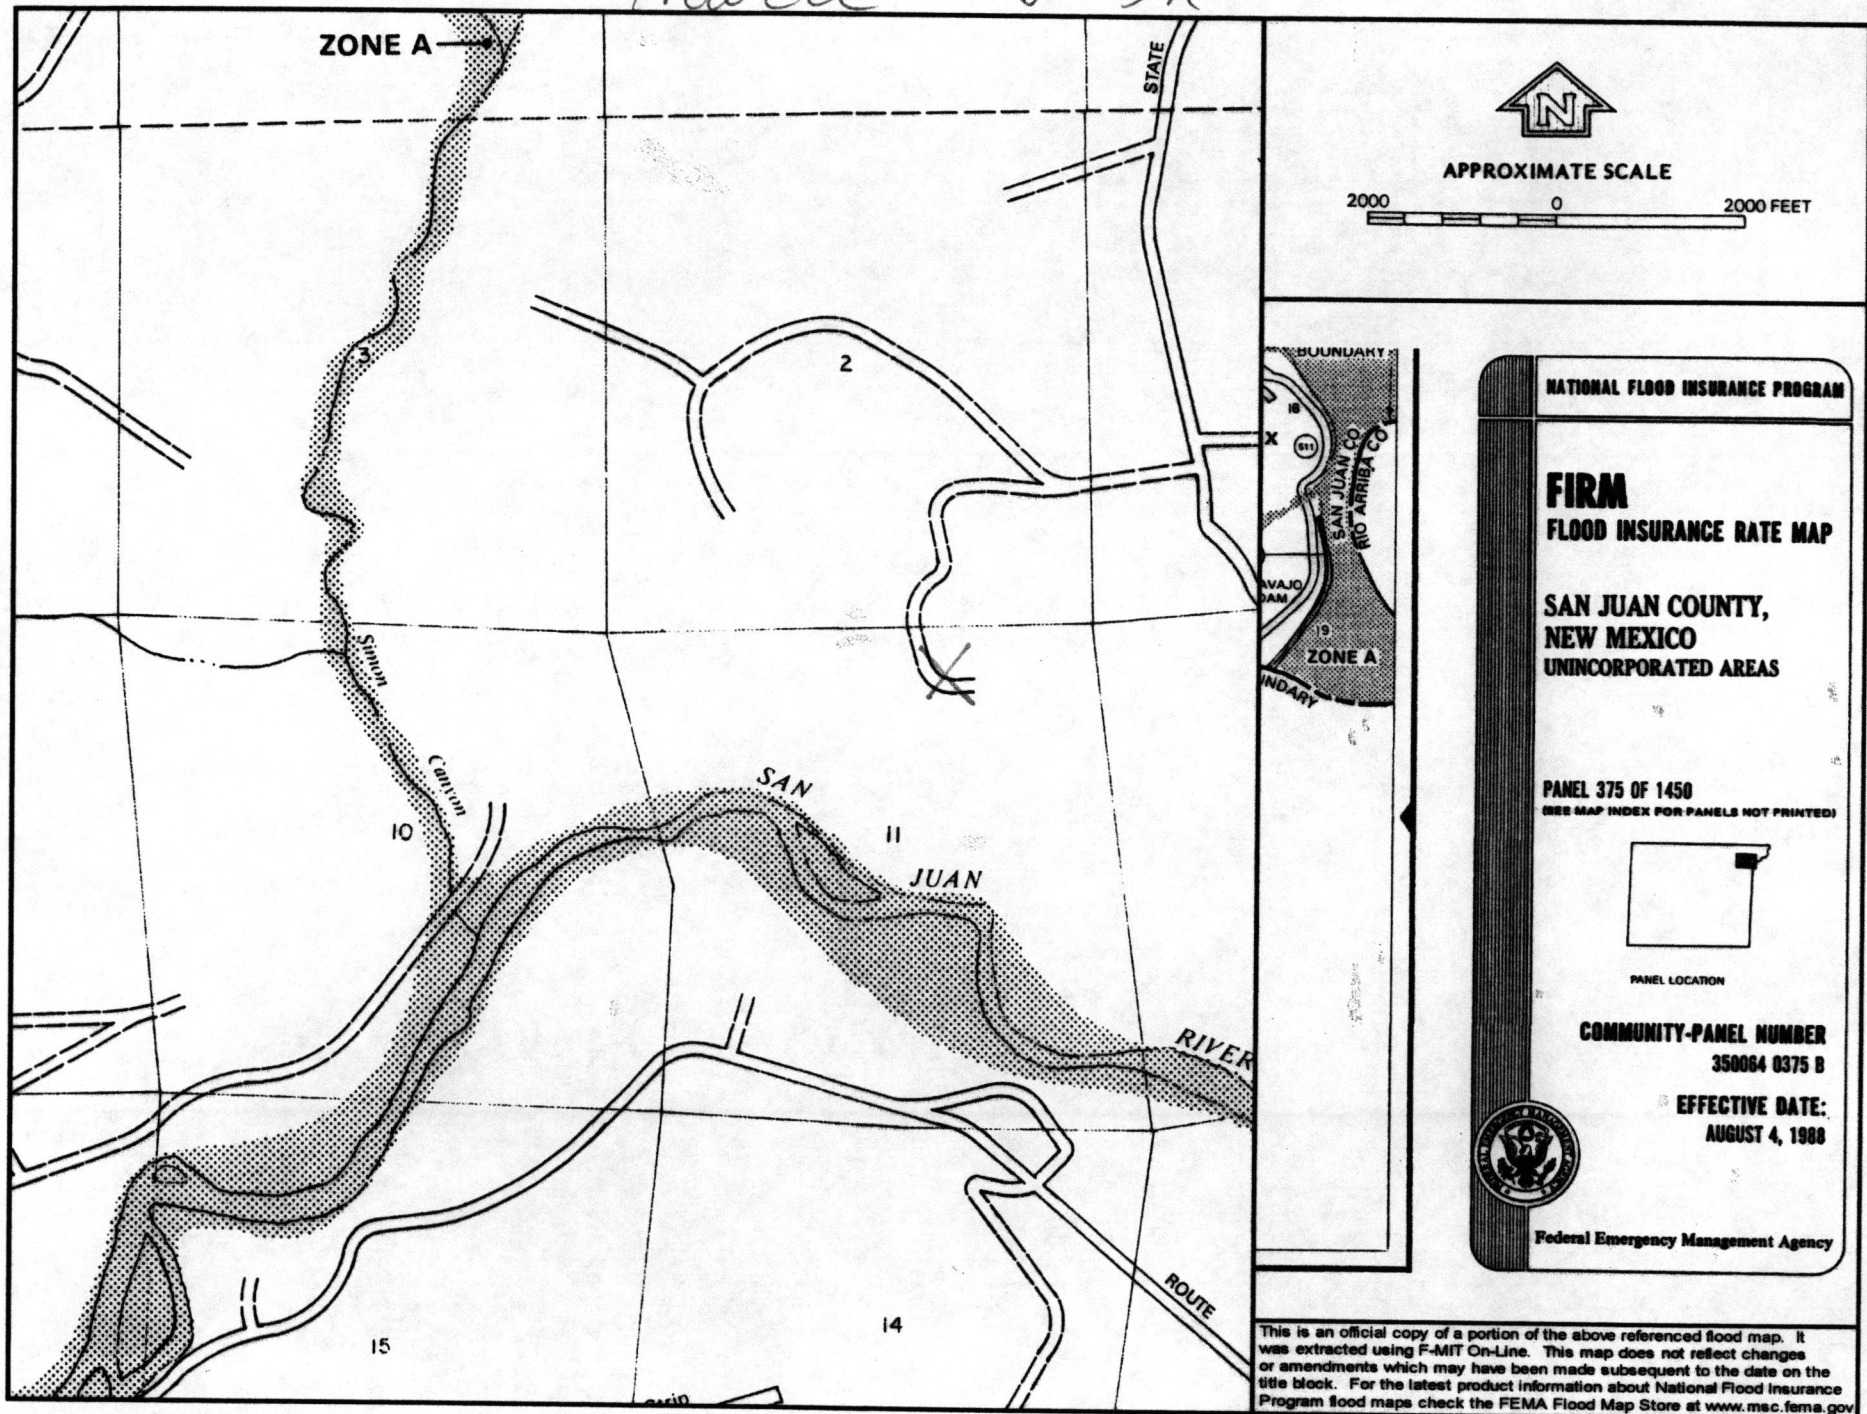 ZONE A
STATE
3
2
Simon
Canyon
10
SAN
11
JUAN
RIVER
15
14
ROUTE
N
APPROXIMATE SCALE
2000 0 2000 FEET
BOUNDARY
18
X
511
SAN JUAN CO
RIO ARRIBA CO
AVAJO
DAM
19
ZONE A
UNDARY
NATIONAL FLOOD INSURANCE PROGRAM
FIRM
FLOOD INSURANCE RATE MAP
SAN JUAN COUNTY,
NEW MEXICO
UNINCORPORATED AREAS
PANEL 375 OF 1450
(SEE MAP INDEX FOR PANELS NOT PRINTED)
PANEL LOCATION
COMMUNITY-PANEL NUMBER
350064 0375 B
EFFECTIVE DATE:
AUGUST 4, 1988
Federal Emergency Management Agency
This is an official copy of a portion of the above referenced flood map. It
was extracted using F-MIT On-Line. This map does not reflect changes
or amendments which may have been made subsequent to the date on the
title block. For the latest product information about National Flood Insurance
Program flood maps check the FEMA Flood Map Store at www.msc.fema.gov